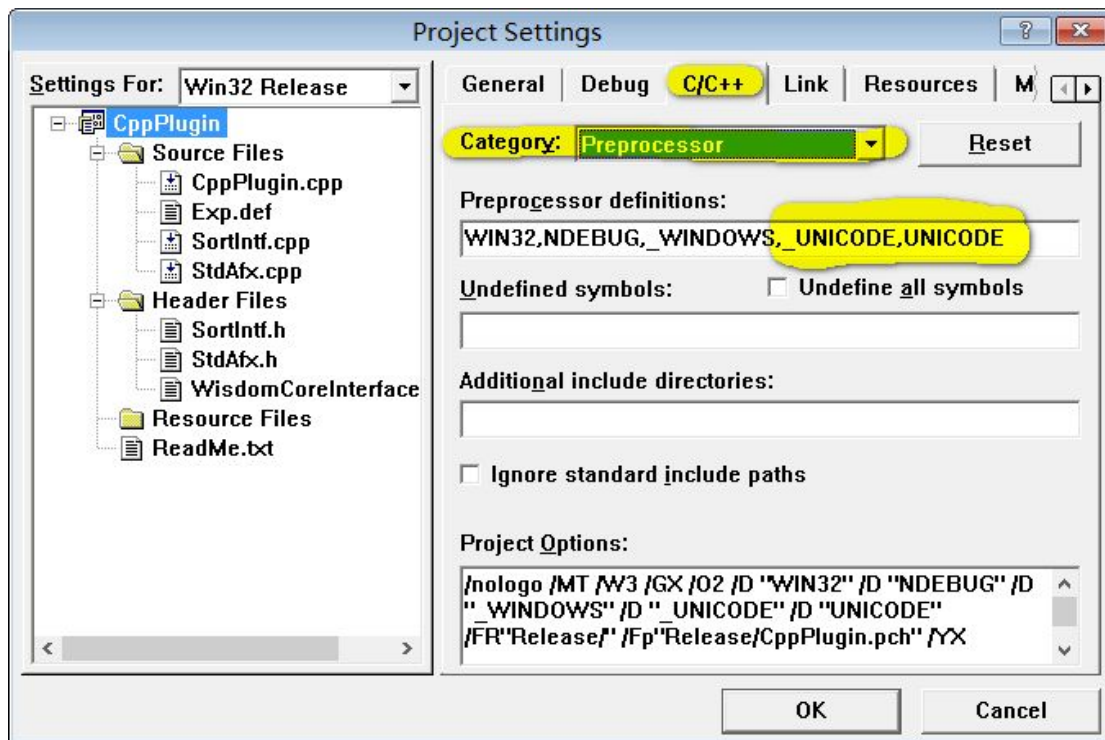 Project Settings
Settings For: Win32 Release
CppPlugin
Source Files
CppPlugin.cpp
Exp.def
SortIntf.cpp
StdAfx.cpp
Header Files
SortIntf.h
StdAfx.h
WisdomCoreInterface
Resource Files
ReadMe.txt
General Debug C/C++ Link Resources M
Category: Preprocessor Reset
Preprocessor definitions:
WIN32,NDEBUG,_WINDOWS,_UNICODE,UNICODE
Undefined symbols: Undefine all symbols
Additional include directories:
Ignore standard include paths
Project Options:
/nologo /MT /W3 /GX /O2 /D "WIN32" /D "NDEBUG" /D
"_WINDOWS" /D "_UNICODE" /D "UNICODE"
/FR"Release/" /Fp"Release/CppPlugin.pch" /YX
OK Cancel